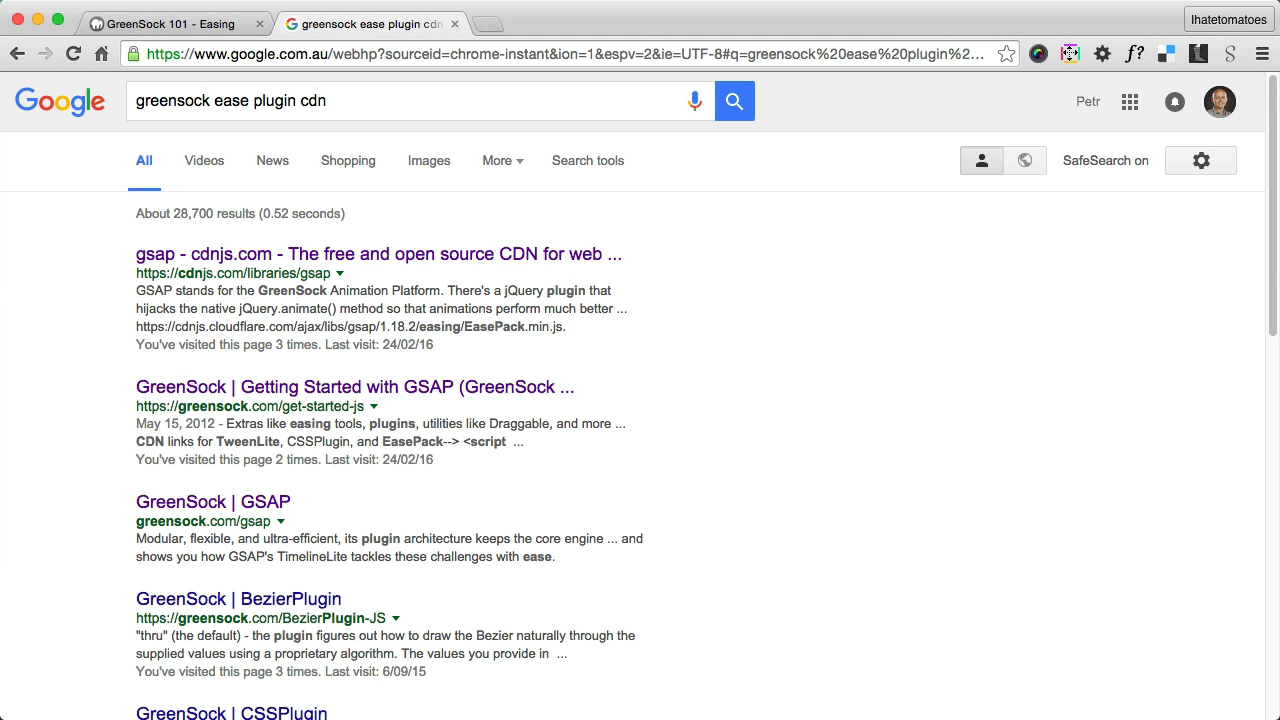 GreenSock 101 - Easing
greensock ease plugin cdn
Ihatetomatoes
https://www.google.com.au/webhp?sourceid=chrome-instant&ion=1&espv=2&ie=UTF-8#q=greensock%20ease%20plugin%2...
f?
S
Google
greensock ease plugin cdn
Petr
All
Videos
News
Shopping
Images
More
Search tools
SafeSearch on
About 28,700 results (0.52 seconds)
gsap - cdnjs.com - The free and open source CDN for web ...
https://cdnjs.com/libraries/gsap
GSAP stands for the GreenSock Animation Platform. There's a jQuery plugin that
hijacks the native jQuery.animate() method so that animations perform much better ...
https://cdnjs.cloudflare.com/ajax/libs/gsap/1.18.2/easing/EasePack.min.js.
You've visited this page 3 times. Last visit: 24/02/16
GreenSock | Getting Started with GSAP (GreenSock ...
https://greensock.com/get-started-js
May 15, 2012 - Extras like easing tools, plugins, utilities like Draggable, and more ...
CDN links for TweenLite, CSSPlugin, and EasePack--> <script ...
You've visited this page 2 times. Last visit: 24/02/16
GreenSock | GSAP
greensock.com/gsap
Modular, flexible, and ultra-efficient, its plugin architecture keeps the core engine ... and
shows you how GSAP's TimelineLite tackles these challenges with ease.
GreenSock | BezierPlugin
https://greensock.com/BezierPlugin-JS
"thru" (the default) - the plugin figures out how to draw the Bezier naturally through the
supplied values using a proprietary algorithm. The values you provide in ...
You've visited this page 3 times. Last visit: 6/09/15
GreenSock | CSSPlugin